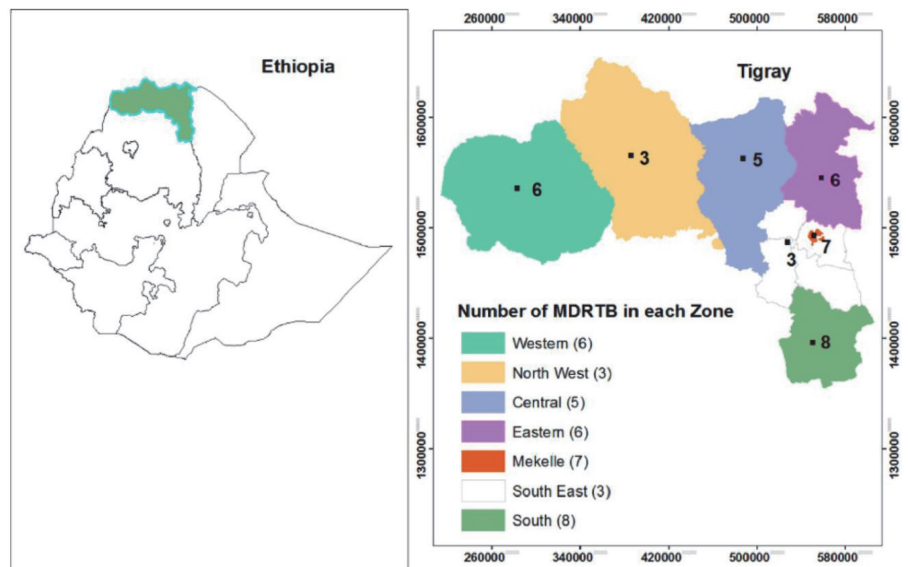 Ethiopia
260000 340000 420000 500000 580000
Tigray
1600000 1600000
1500000 1500000
1400000 1400000
1300000 1300000
6
3
5
6
7
3
8
Number of MDRTB in each Zone
Western (6)
North West (3)
Central (5)
Eastern (6)
Mekelle (7)
South East (3)
South (8)
260000 340000 420000 500000 580000